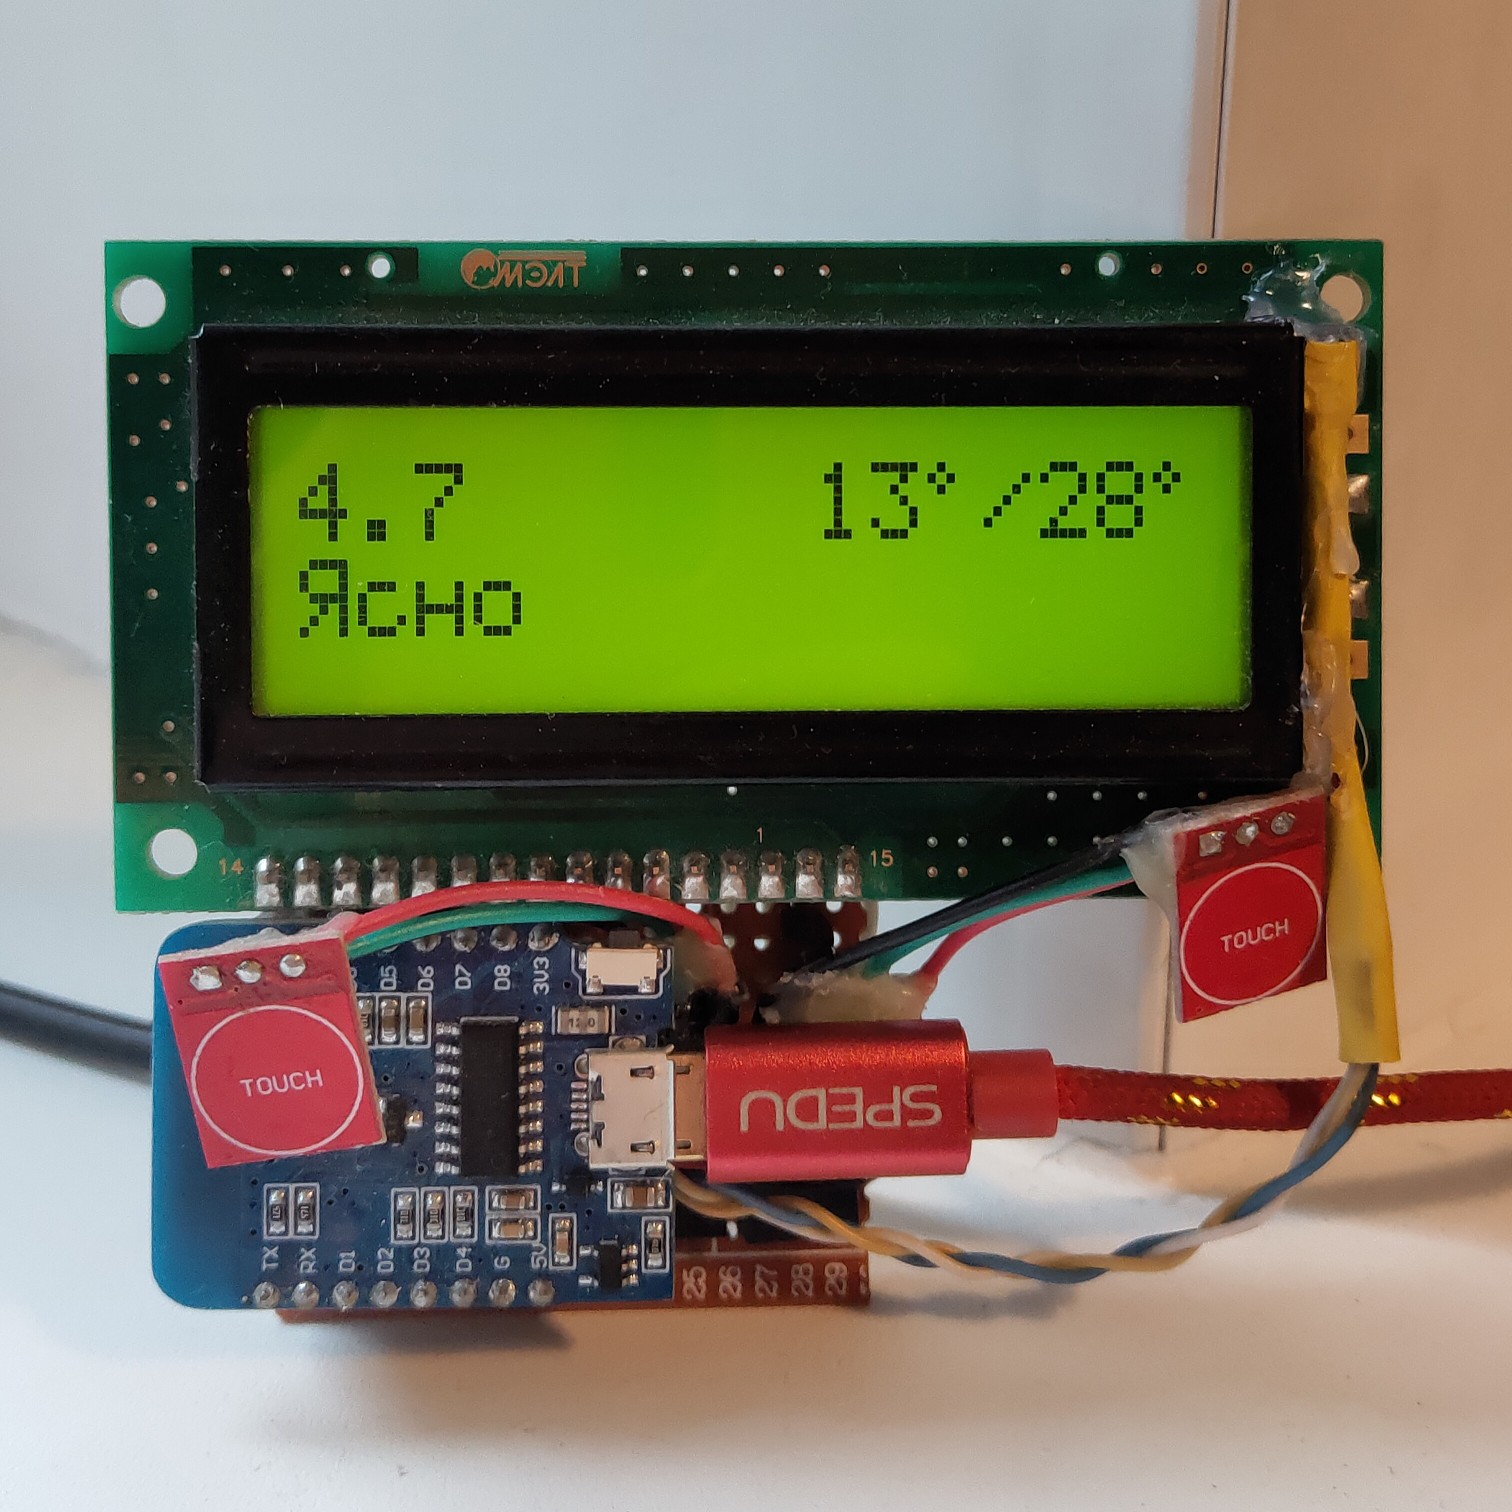 4.7 13°/28°
Ясно
14
1
15
D5
D6
D7
D8
3V3
TOUCH
TOUCH
SPEDU
TX
RX
D1
D2
D3
D4
G
5V
25
26
27
28
29